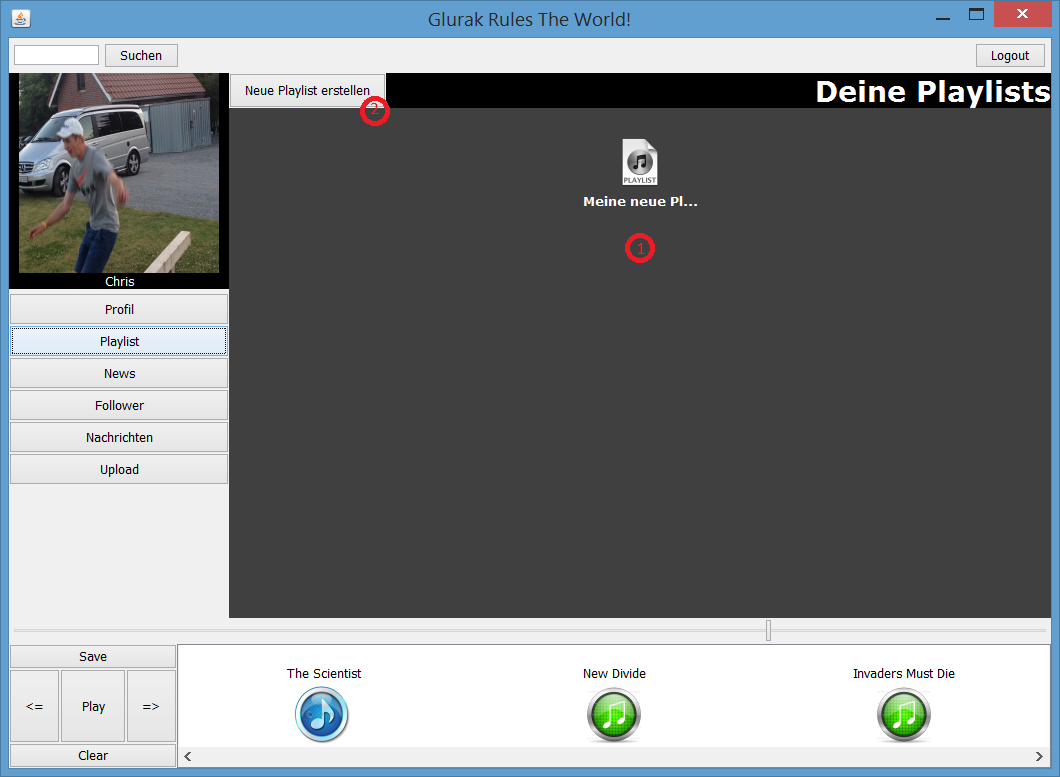 Glurak Rules The World!
Suchen
Logout
Neue Playlist erstellen
Deine Playlists
2
PLAYLIST
Meine neue Pl...
1
Chris
Profil
Playlist
News
Follower
Nachrichten
Upload
Save
<= Play =>
Clear
The Scientist New Divide Invaders Must Die